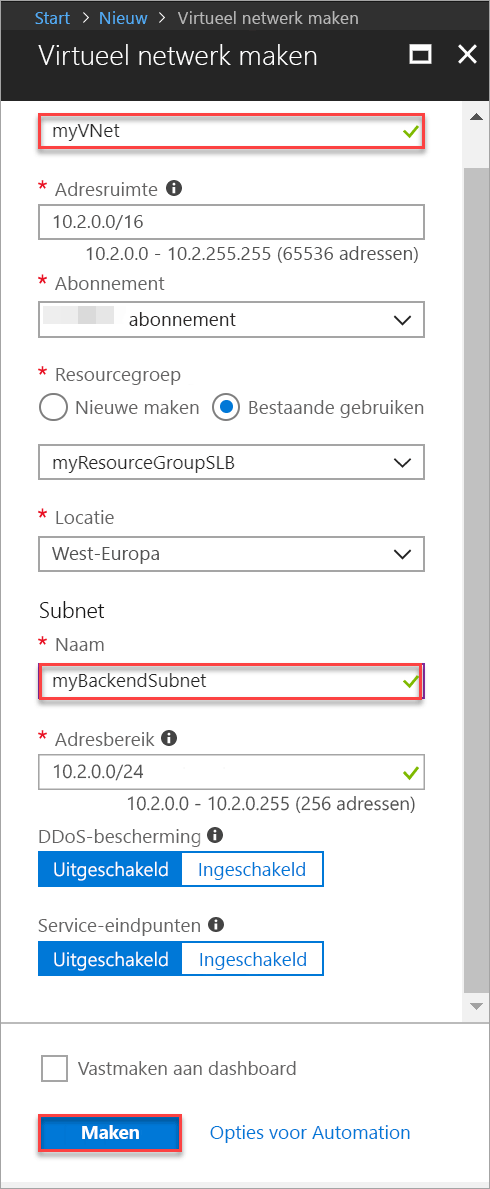 Start > Nieuw > Virtueel netwerk maken
Virtueel netwerk maken
myVNet
* Adresruimte
10.2.0.0/16
10.2.0.0 - 10.2.255.255 (65536 adressen)
* Abonnement
abonnement
* Resourcegroep
Nieuwe maken Bestaande gebruiken
myResourceGroupSLB
* Locatie
West-Europa
Subnet
* Naam
myBackendSubnet
* Adresbereik
10.2.0.0/24
10.2.0.0 - 10.2.0.255 (256 adressen)
DDoS-bescherming
Uitgeschakeld Ingeschakeld
Service-eindpunten
Uitgeschakeld Ingeschakeld
Vastmaken aan dashboard
Maken Opties voor Automation